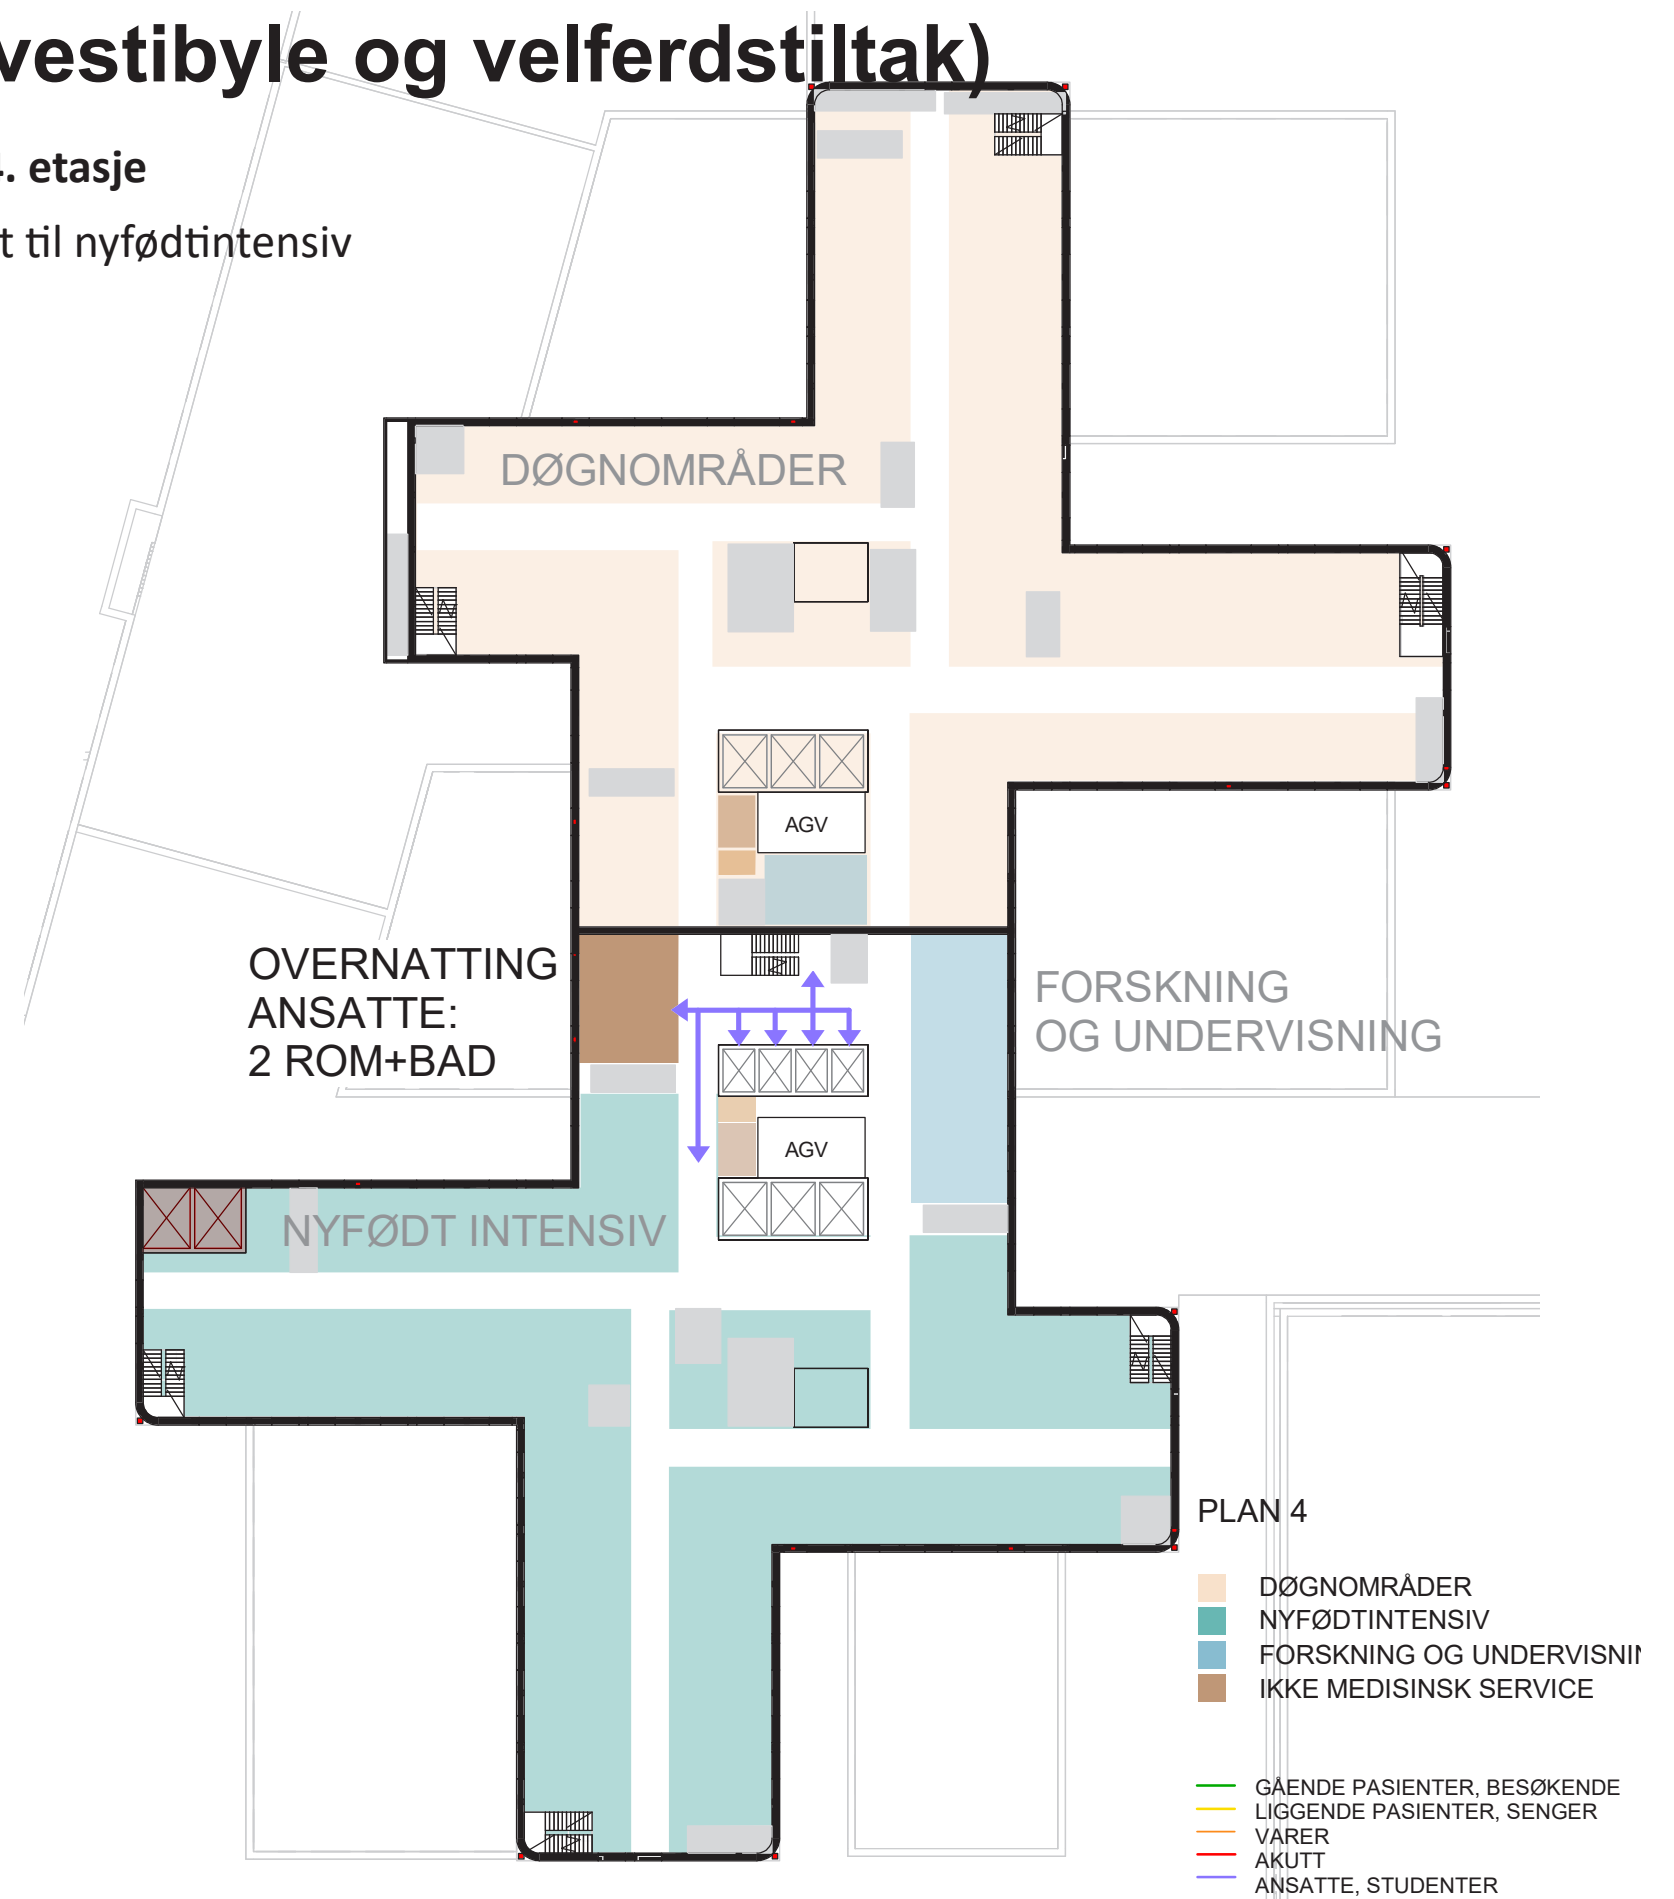 vestibyle og velferdstiltak)
4. etasje
t til nyfødtintensiv
DØGNOMRÅDER
AGV
OVERNATTING
ANSATTE:
2 ROM+BAD
FORSKNING
OG UNDERVISNING
AGV
NYFØDT INTENSIV
PLAN 4
DØGNOMRÅDER
NYFØDTINTENSIV
FORSKNING OG UNDERVISNIN
IKKE MEDISINSK SERVICE
GÅENDE PASIENTER, BESØKENDE
LIGGENDE PASIENTER, SENGER
VARER
AKUTT
ANSATTE, STUDENTER